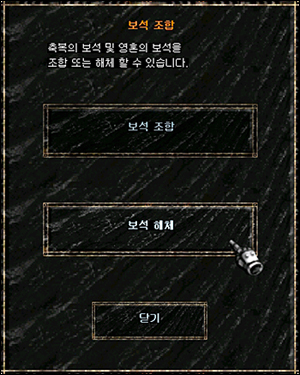 보석 조합
축복의 보석 및 영혼의 보석을
조합 또는 해체 할 수 있습니다.
보석 조합
보석 해체
닫기